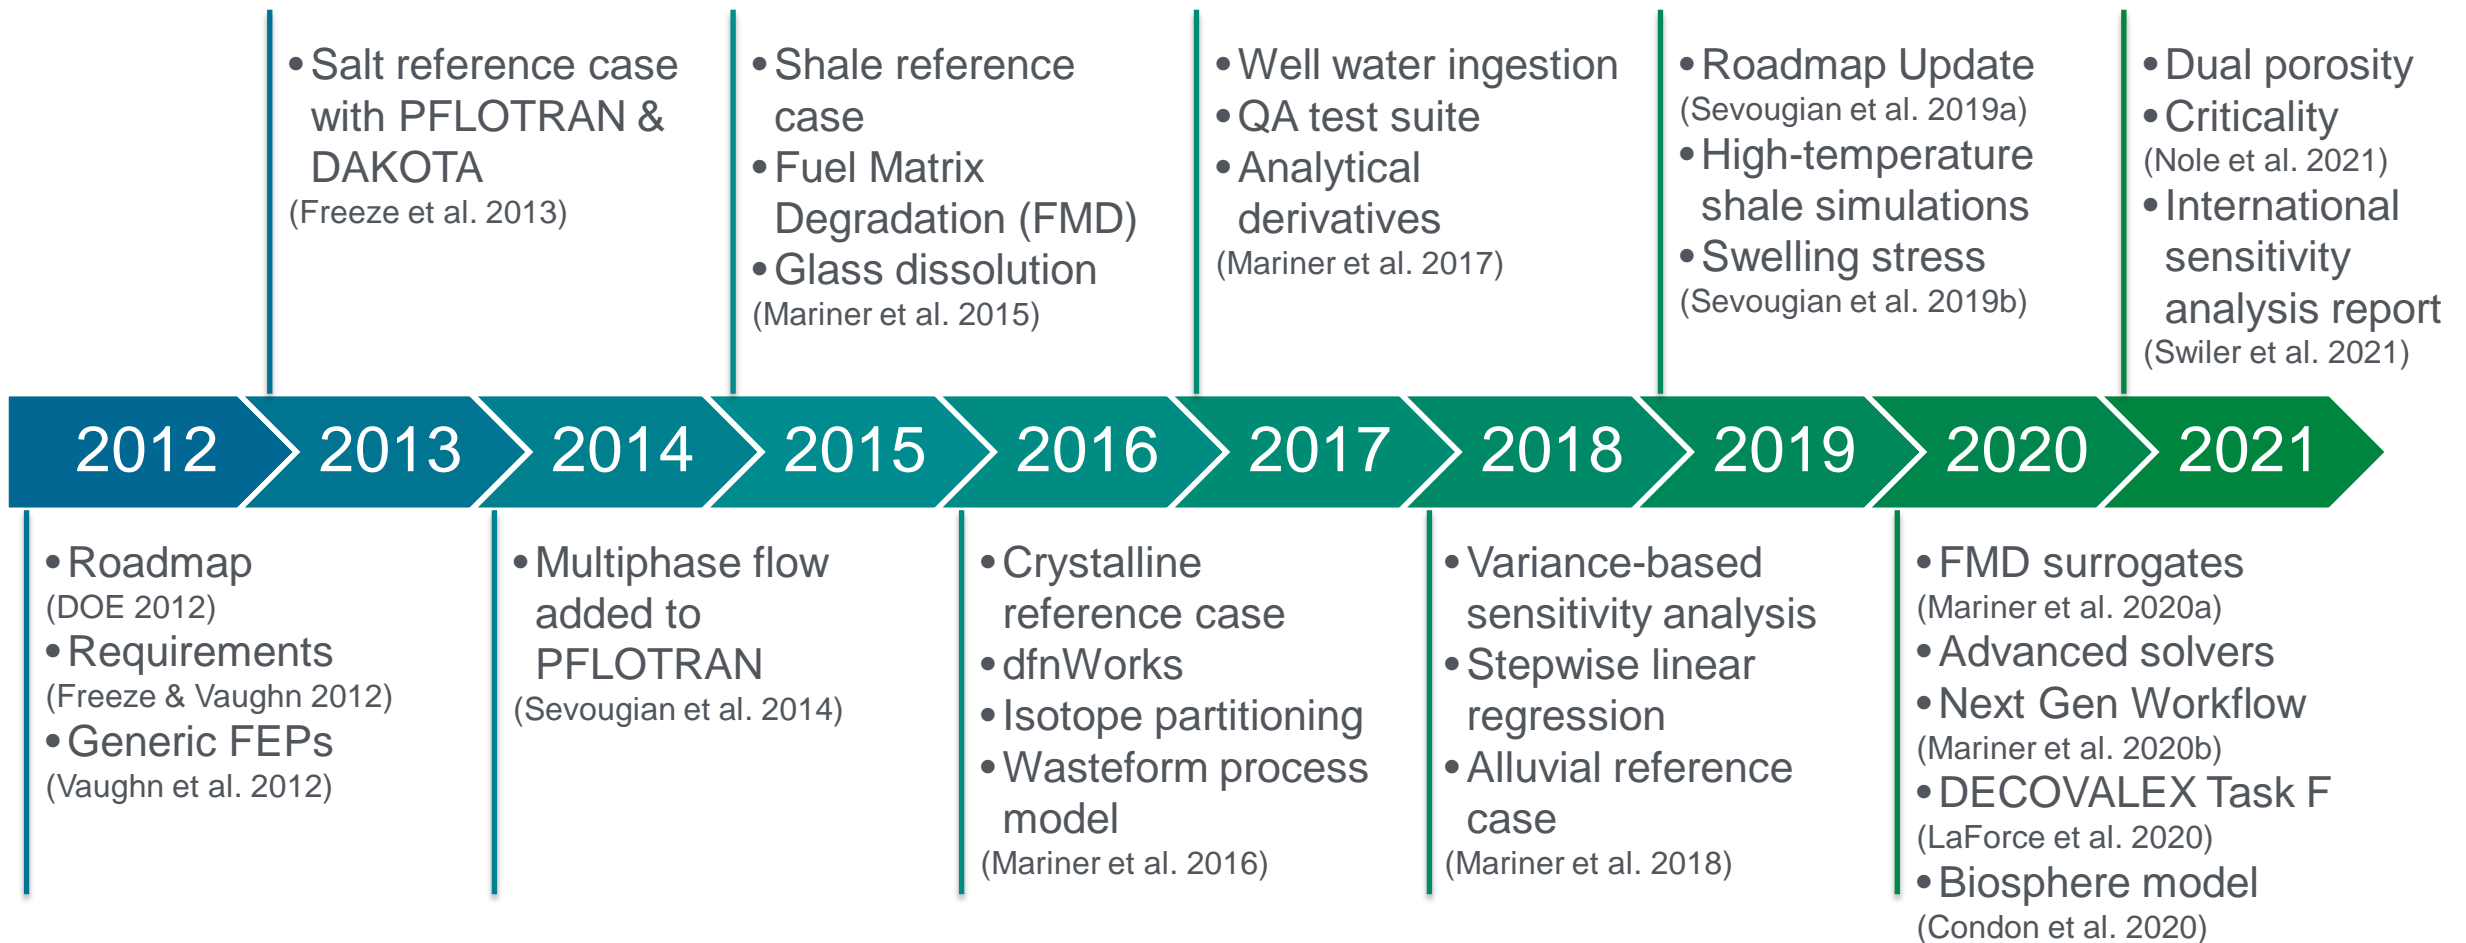 • Salt reference case
with PFLOTRAN &
DAKOTA
(Freeze et al. 2013)
• Shale reference
case
• Fuel Matrix
Degradation (FMD)
• Glass dissolution
(Mariner et al. 2015)
• Well water ingestion
• QA test suite
• Analytical
derivatives
(Mariner et al. 2017)
• Roadmap Update
(Sevougian et al. 2019a)
• High-temperature
shale simulations
• Swelling stress
(Sevougian et al. 2019b)
• Dual porosity
• Criticality
(Nole et al. 2021)
• International
sensitivity
analysis report
(Swiler et al. 2021)
2012 2013 2014 2015 2016 2017 2018 2019 2020 2021
• Roadmap
(DOE 2012)
• Requirements
(Freeze & Vaughn 2012)
• Generic FEPs
(Vaughn et al. 2012)
• Multiphase flow
added to
PFLOTRAN
(Sevougian et al. 2014)
• Crystalline
reference case
• dfnWorks
• Isotope partitioning
• Wasteform process
model
(Mariner et al. 2016)
• Variance-based
sensitivity analysis
• Stepwise linear
regression
• Alluvial reference
case
(Mariner et al. 2018)
• FMD surrogates
(Mariner et al. 2020a)
• Advanced solvers
• Next Gen Workflow
(Mariner et al. 2020b)
• DECOVALEX Task F
(LaForce et al. 2020)
• Biosphere model
(Condon et al. 2020)